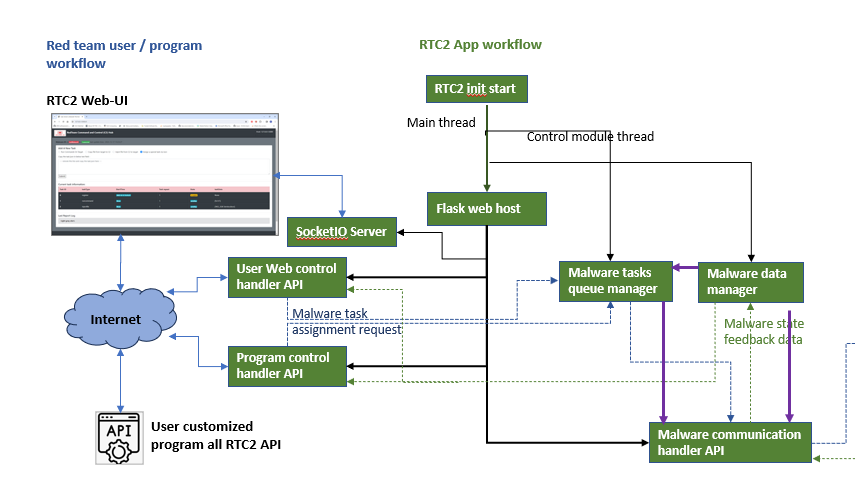 Red team user / program
workflow
RTC2 App workflow
RTC2 Web-UI
RTC2 init start
Main thread
Control module thread
Flask web host
SocketIO Server
User Web control
handler API
Malware tasks
queue manager
Malware data
manager
Internet
Malware task
assignment request
Malware state
feedback data
Program control
handler API
API
User customized
program all RTC2 API
Malware communication
handler API